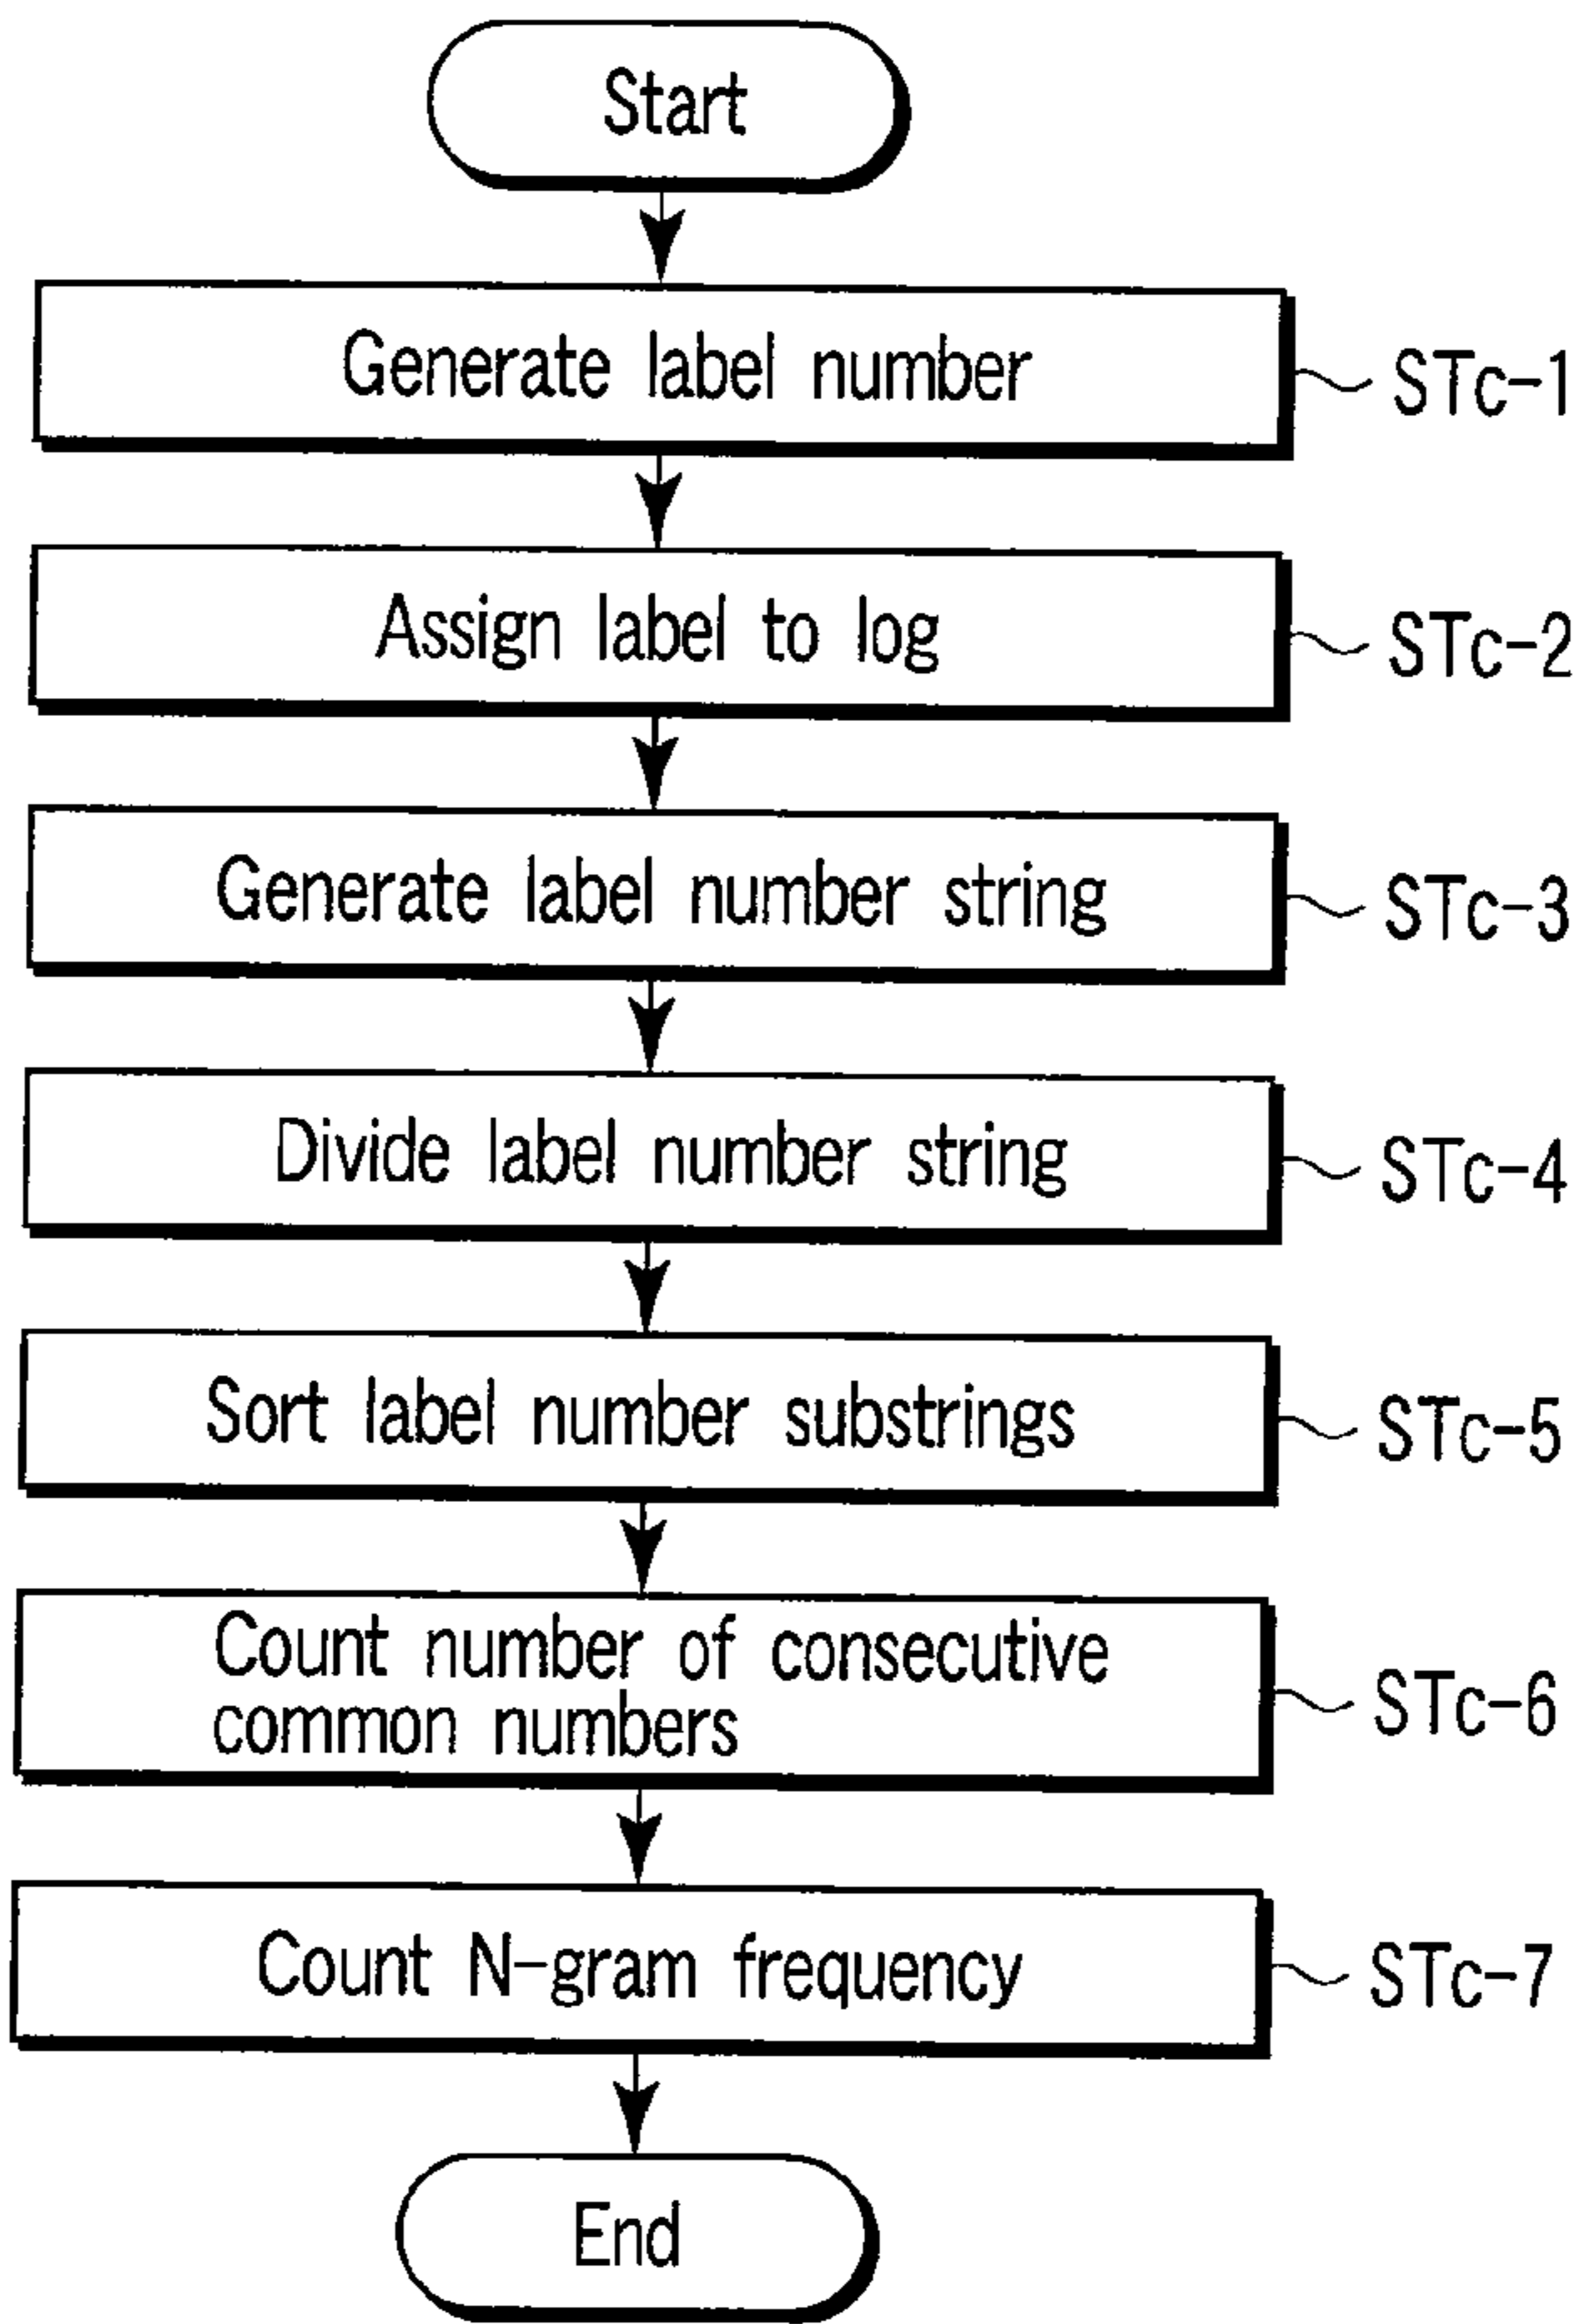 Start
Generate label number
STc-1
Assign label to log
STc-2
Generate label number string
STc-3
Divide label number string
STc-4
Sort label number substrings
STc-5
Count number of consecutive
common numbers
STc-6
Count N-gram frequency
STc-7
End